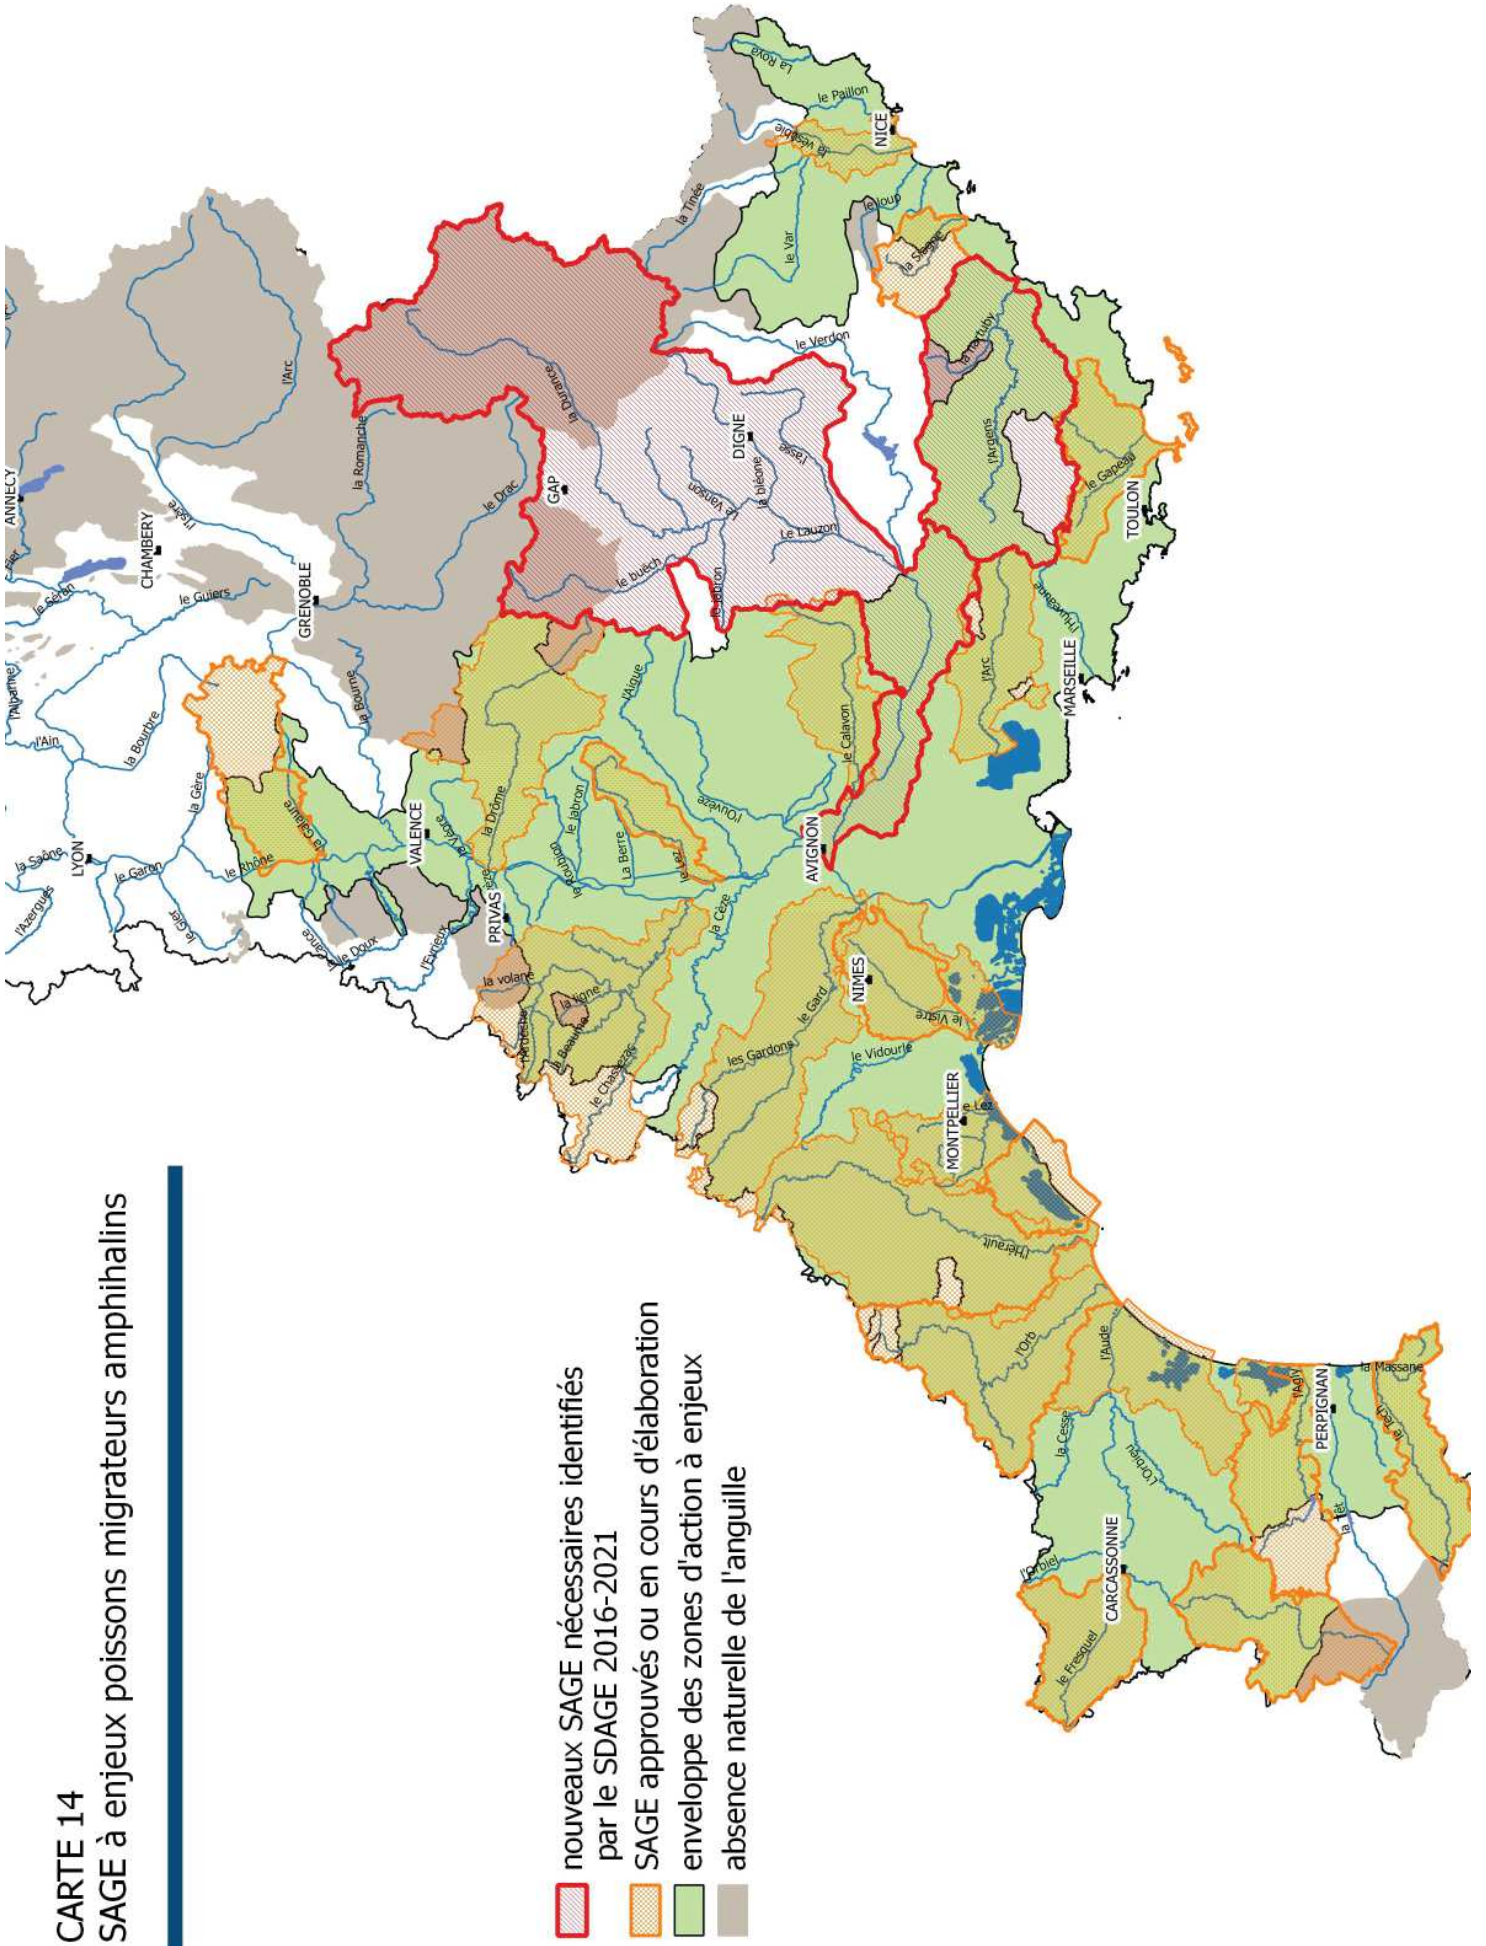 CARTE 14
SAGE à enjeux poissons migrateurs amphihalins
nouveaux SAGE nécessaires identifiés
par le SDAGE 2016-2021
SAGE approuvés ou en cours d'élaboration
enveloppe des zones d'action à enjeux
absence naturelle de l'anguille
ANNECY
Fier
le Séran
l'Albarine
l'Ain
la Saône
l'Azergues
LYON
CHAMBERY
l'Isère
l'Arc
la Bourbre
le Guiers
GRENOBLE
la Romanche
la Gère
le Garon
le Gier
le Rhône
la Galaure
la Bourne
le Drac
VALENCE
la Véore
le Doux
l'Eyrieux
PRIVAS
la Drôme
GAP
la Durance
le buëch
l'Aigue
le Roubion
le Jabron
La Berre
le Lez
la volane
la ligne
l'Ardèche
la Beaume
le Chassezac
la Cèze
l'Ouvèze
le Jabron
Le Vanson
la bléone
DIGNE
l'asse
Le Lauzon
le Verdon
la Tinée
la vésubie
La Roya
le Paillon
NICE
le Var
le loup
la Siagne
AVIGNON
le Calavon
les Gardons
le Gard
NIMES
le Vistre
le Vidourle
MONTPELLIER
e Lez
l'Hérault
l'Arc
MARSEILLE
l'Huveaune
l'Argens
la nartuby
le Gapeau
TOULON
l'Orb
l'Aude
la Cesse
L'Orbieu
l'Orbiel
CARCASSONNE
le Fresquel
l'Agly
PERPIGNAN
la Têt
le Tech
la Massane